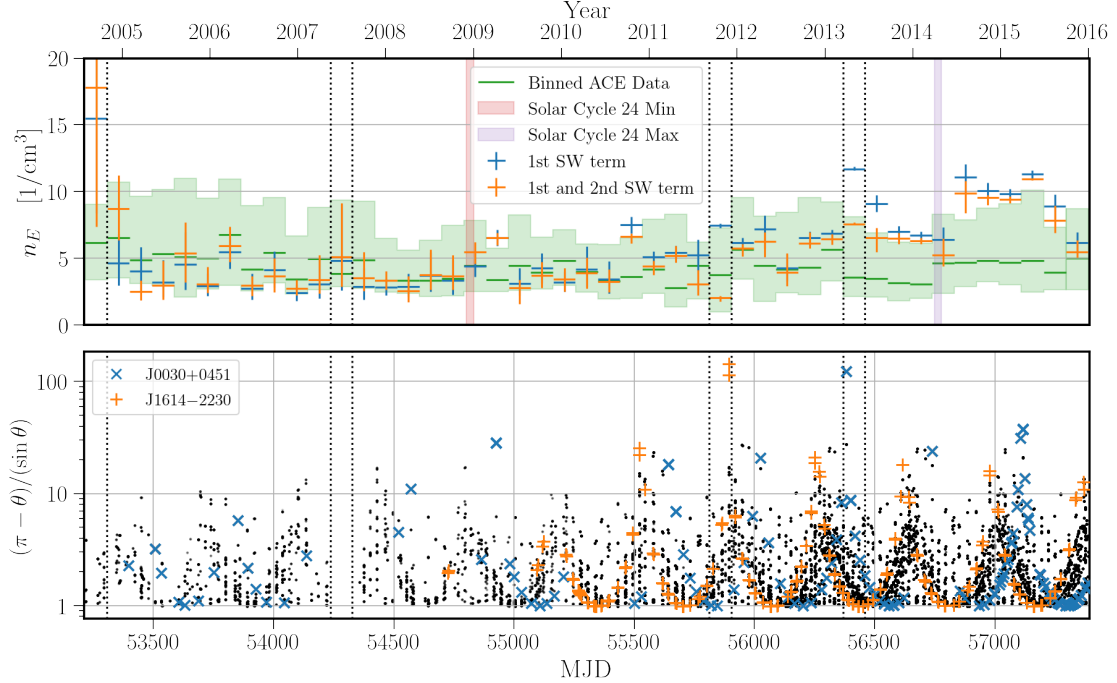 Year
2005 2006 2007 2008 2009 2010 2011 2012 2013 2014 2015 2016
20
15
10
5
0
n_E [1/cm³]
Binned ACE Data
Solar Cycle 24 Min
Solar Cycle 24 Max
1st SW term
1st and 2nd SW term
100
10
1
(π − θ)/(sin θ)
J0030+0451
J1614−2230
53500 54000 54500 55000 55500 56000 56500 57000
MJD